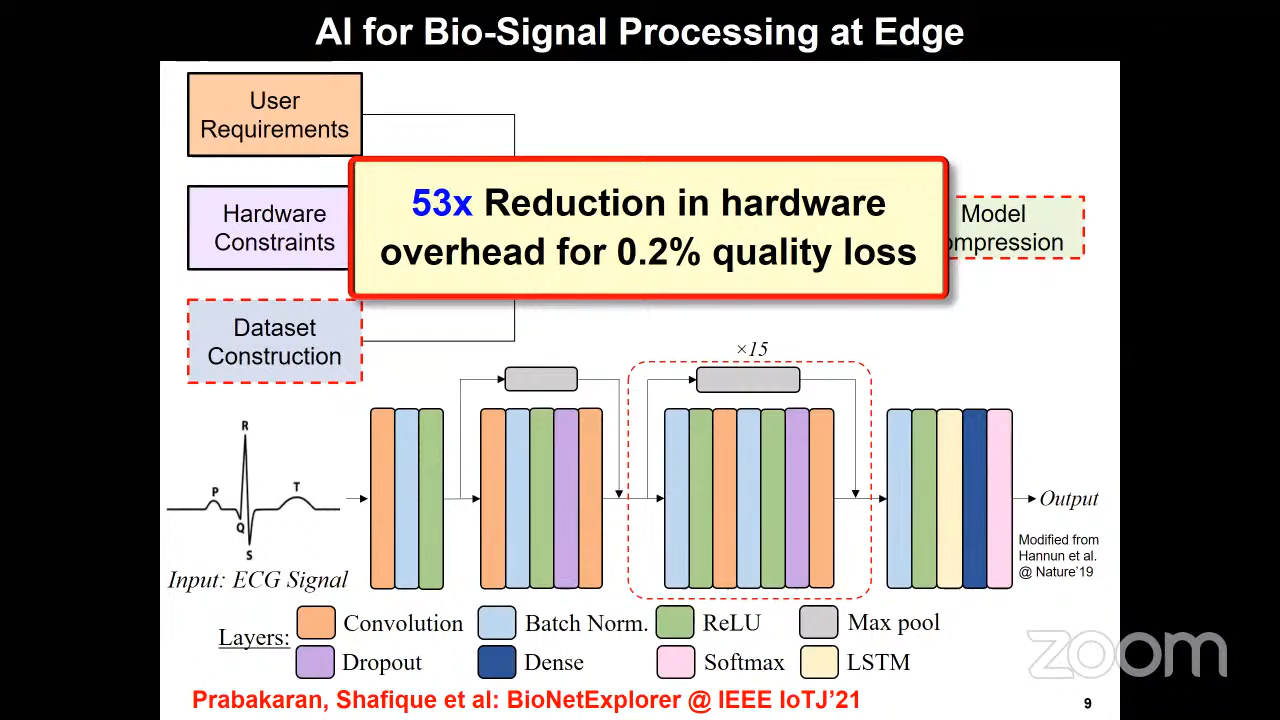 AI for Bio-Signal Processing at Edge
User
Requirements
53x Reduction in hardware
overhead for 0.2% quality loss
Hardware
Constraints
Model
ompression
Dataset
Construction
×15
R
P
T
Q
S
Input: ECG Signal
Output
Modified from
Hannun et al.
@ Nature'19
Layers:
Convolution
Batch Norm.
ReLU
Max pool
Dropout
Dense
Softmax
LSTM
Prabakaran, Shafique et al: BioNetExplorer @ IEEE IoTJ'21
9
zoom